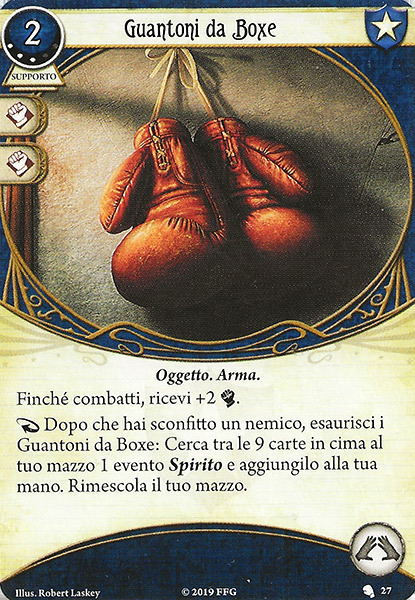 2
Guantoni da Boxe
SUPPORTO
Oggetto. Arma.
Finché combatti, ricevi +2 .
Dopo che hai sconfitto un nemico, esaurisci i
Guantoni da Boxe: Cerca tra le 9 carte in cima al
tuo mazzo 1 evento Spirito e aggiungilo alla tua
mano. Rimescola il tuo mazzo.
Illus. Robert Laskey
© 2019 FFG
27